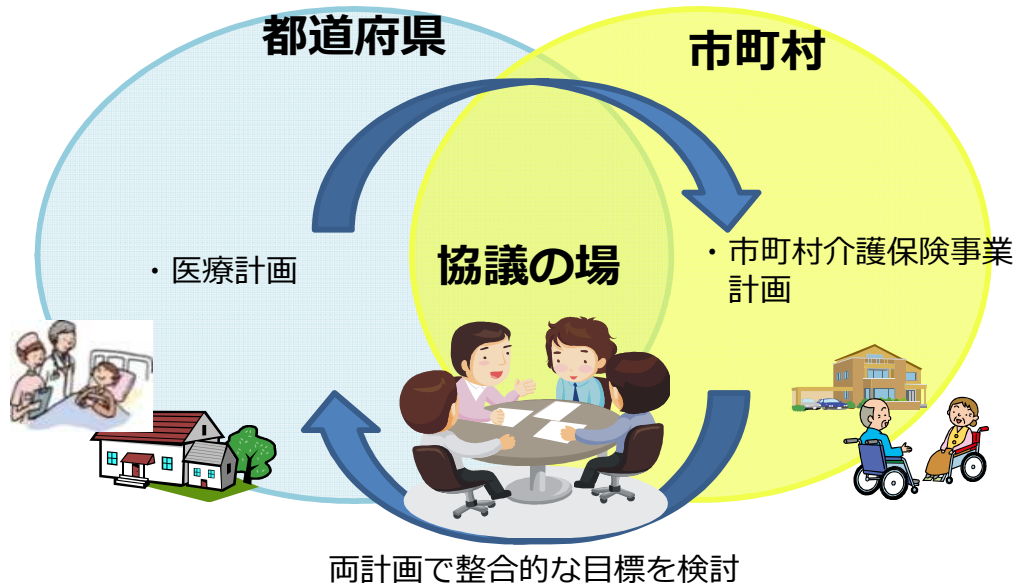 都道府県
市町村
・医療計画
協議の場
・市町村介護保険事業
計画
両計画で整合的な目標を検討